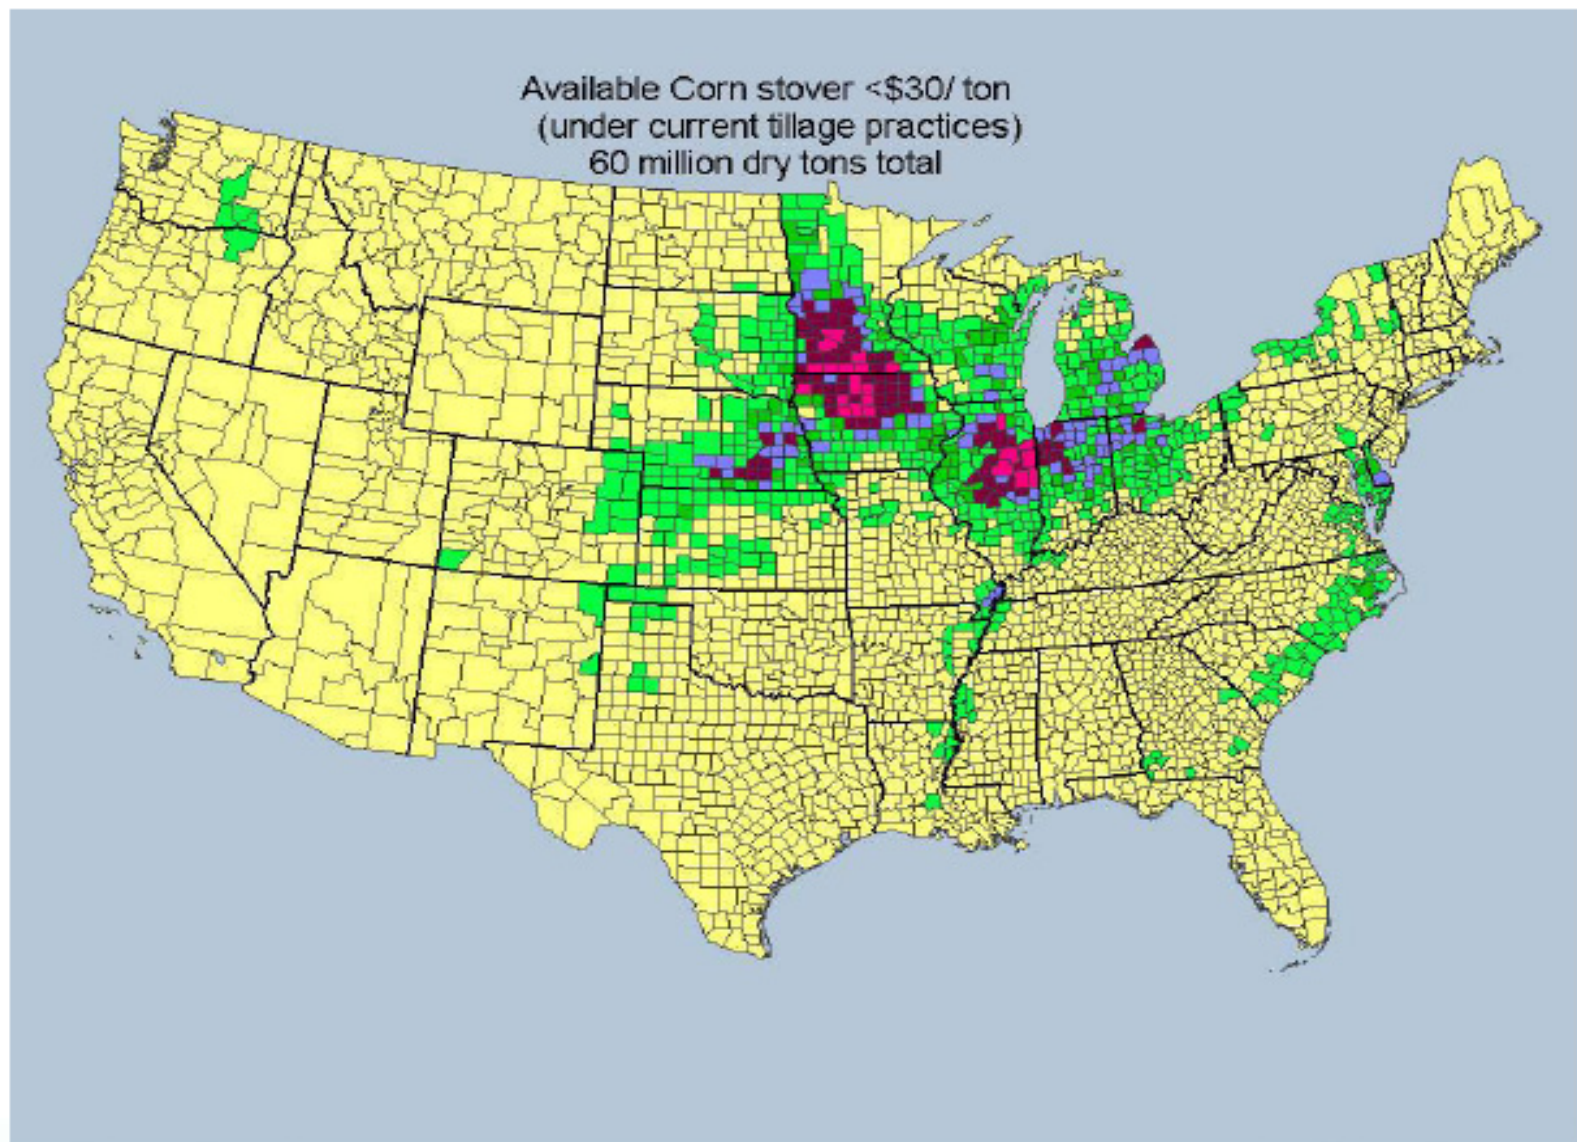 Available Corn stover <$30/ ton
(under current tillage practices)
60 million dry tons total